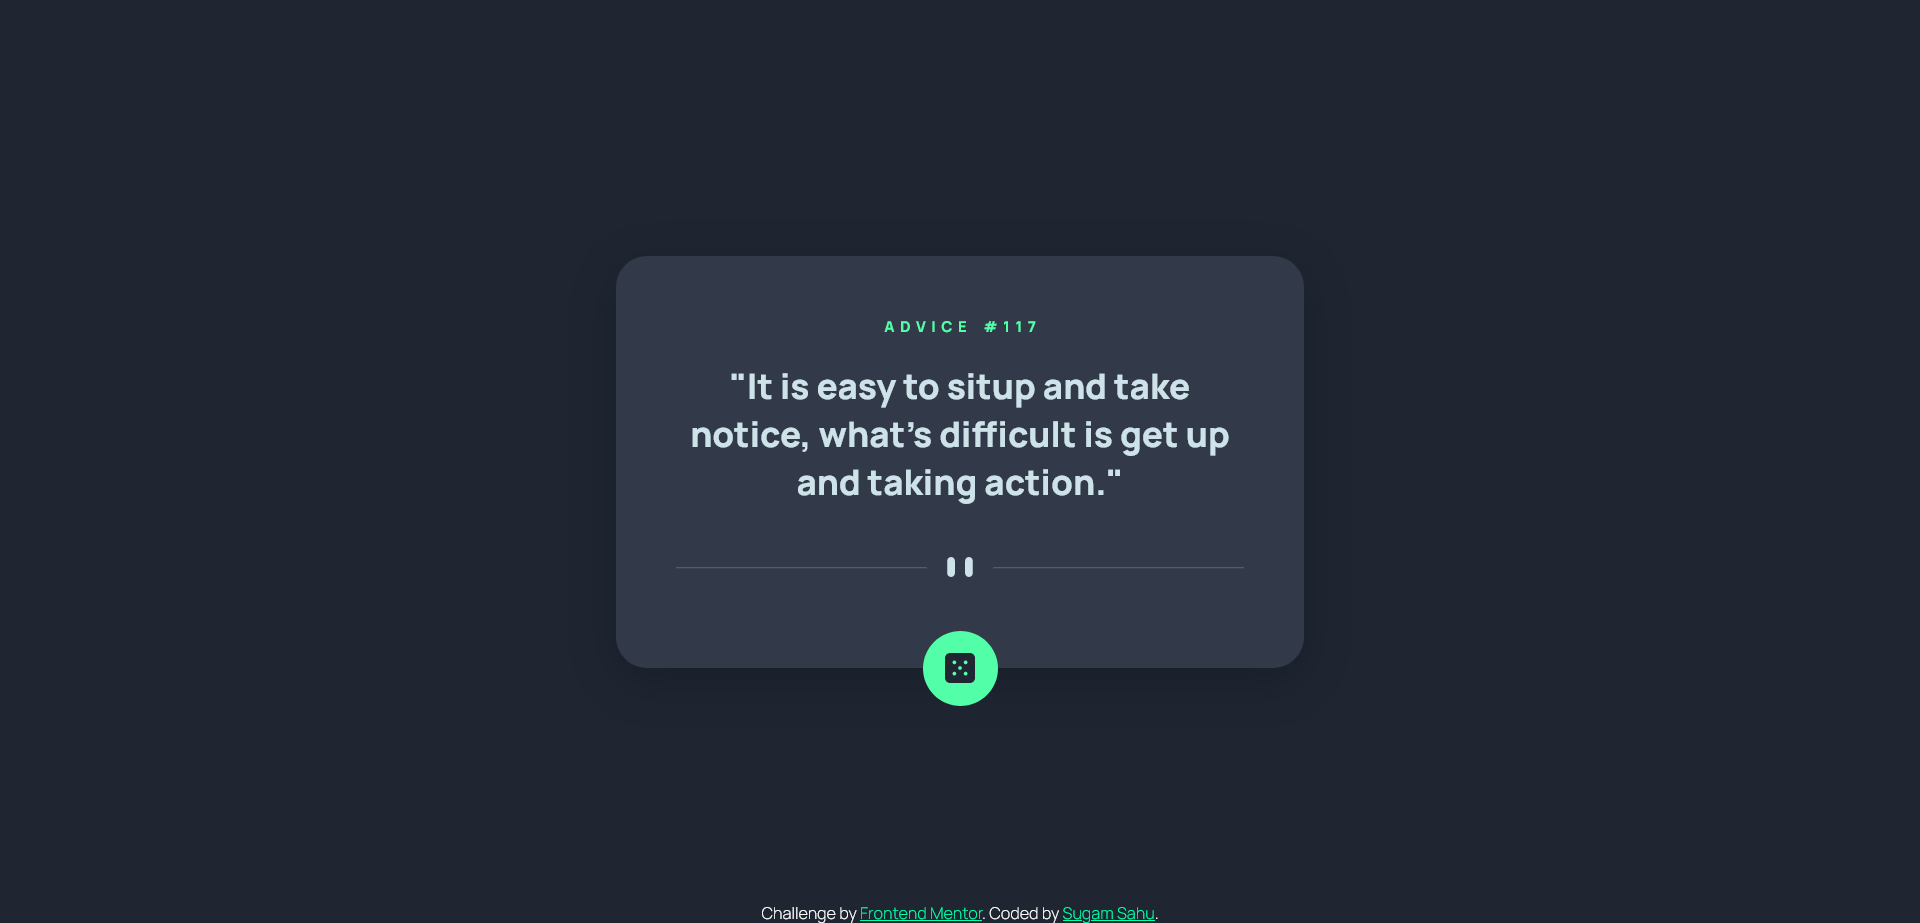 ADVICE #117
"It is easy to situp and take
notice, what's difficult is get up
and taking action."
Challenge by Frontend Mentor. Coded by Sugam Sahu.